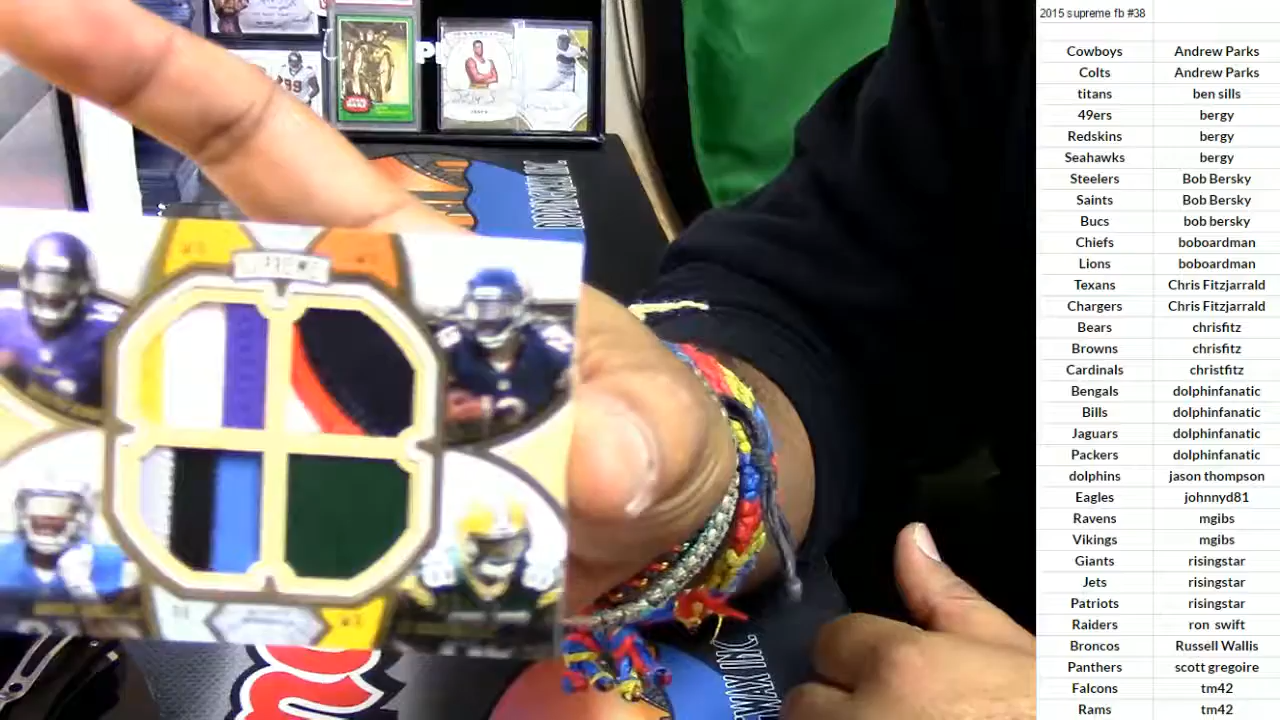 2015 supreme fb #38
Cowboys Andrew Parks
Colts Andrew Parks
titans ben sills
49ers bergy
Redskins bergy
Seahawks bergy
Steelers Bob Bersky
Saints Bob Bersky
Bucs bob bersky
Chiefs boboardman
Lions boboardman
Texans Chris Fitzjarrald
Chargers Chris Fitzjarrald
Bears chrisfitz
Browns chrisfitz
Cardinals christfitz
Bengals dolphinfanatic
Bills dolphinfanatic
Jaguars dolphinfanatic
Packers dolphinfanatic
dolphins jason thompson
Eagles johnnyd81
Ravens mgibs
Vikings mgibs
Giants risingstar
Jets risingstar
Patriots risingstar
Raiders ron swift
Broncos Russell Wallis
Panthers scott gregoire
Falcons tm42
Rams tm42
SUPREME
99